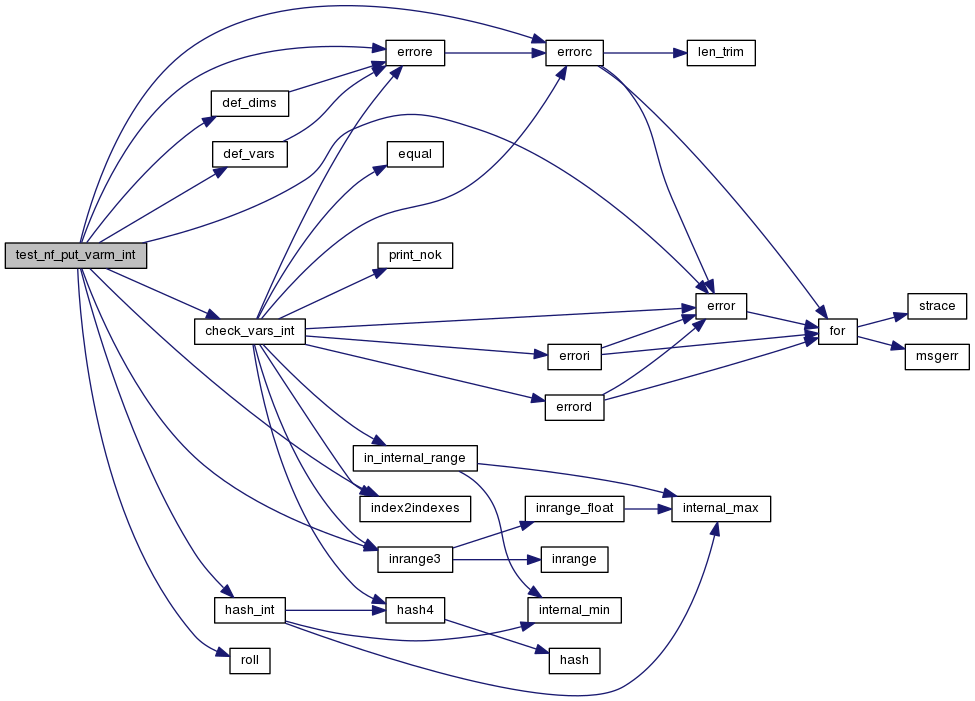 errore
errorc
len_trim
def_dims
def_vars
equal
test_nf_put_varm_int
print_nok
check_vars_int
error
strace
for
msgerr
errori
errord
in_internal_range
index2indexes
inrange_float
internal_max
inrange3
inrange
hash_int
hash4
internal_min
roll
hash